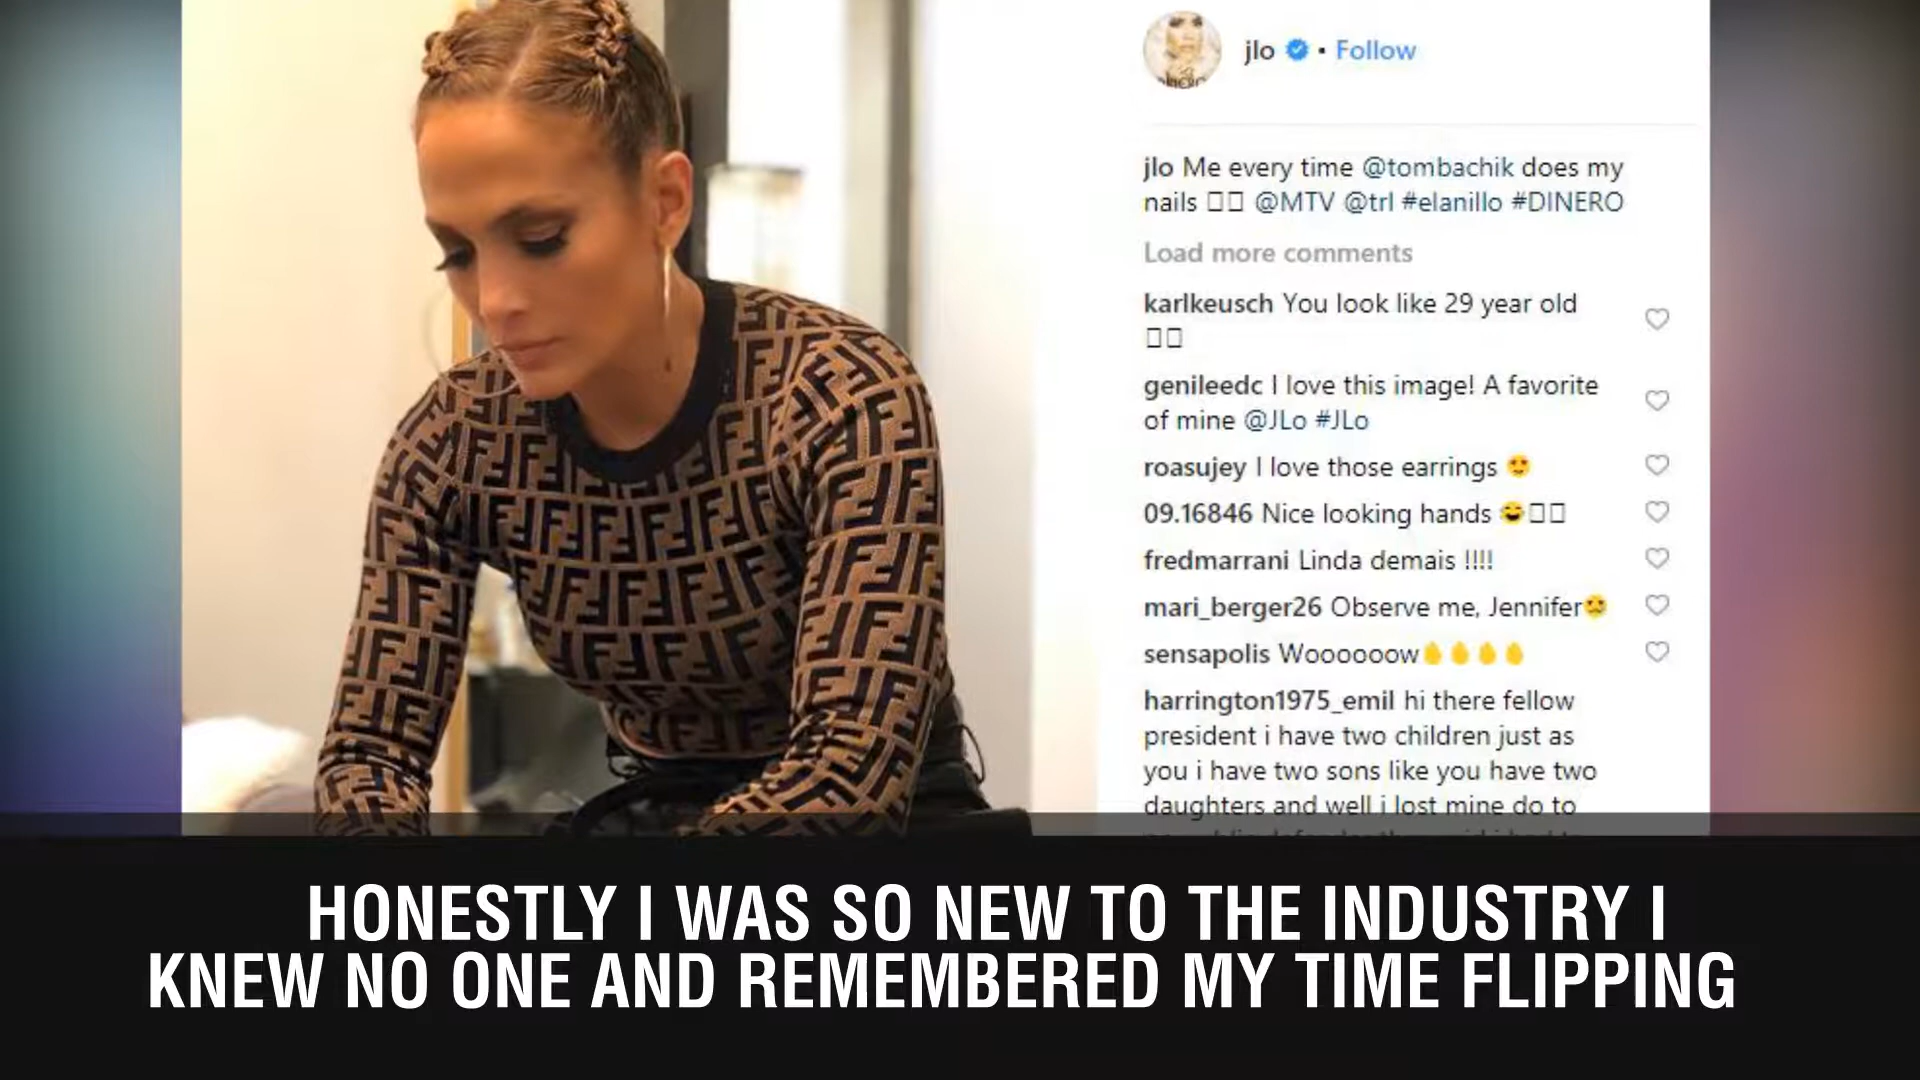 jlo • Follow
jlo Me every time @tombachik does my
nails @MTV @trl #elanillo #DINERO
Load more comments
karlkeusch You look like 29 year old
genileedc I love this image! A favorite
of mine @JLo #JLo
roasujey I love those earrings 😍
09.16846 Nice looking hands 😂
fredmarrani Linda demais !!!!
mari_berger26 Observe me, Jennifer
sensapolis Woooooow
harrington1975_emil hi there fellow
president i have two children just as
you i have two sons like you have two
daughters and well i lost mine do to
HONESTLY I WAS SO NEW TO THE INDUSTRY I
KNEW NO ONE AND REMEMBERED MY TIME FLIPPING